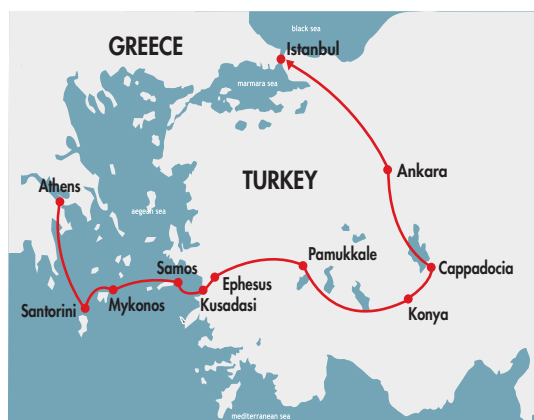 black sea
GREECE
Istanbul
marmara sea
Ankara
TURKEY
Athens
aegean sea
Pamukkale
Samos
Cappadocia
Ephesus
Mykonos
Kusadasi
Santorini
Konya
mediterranean sea